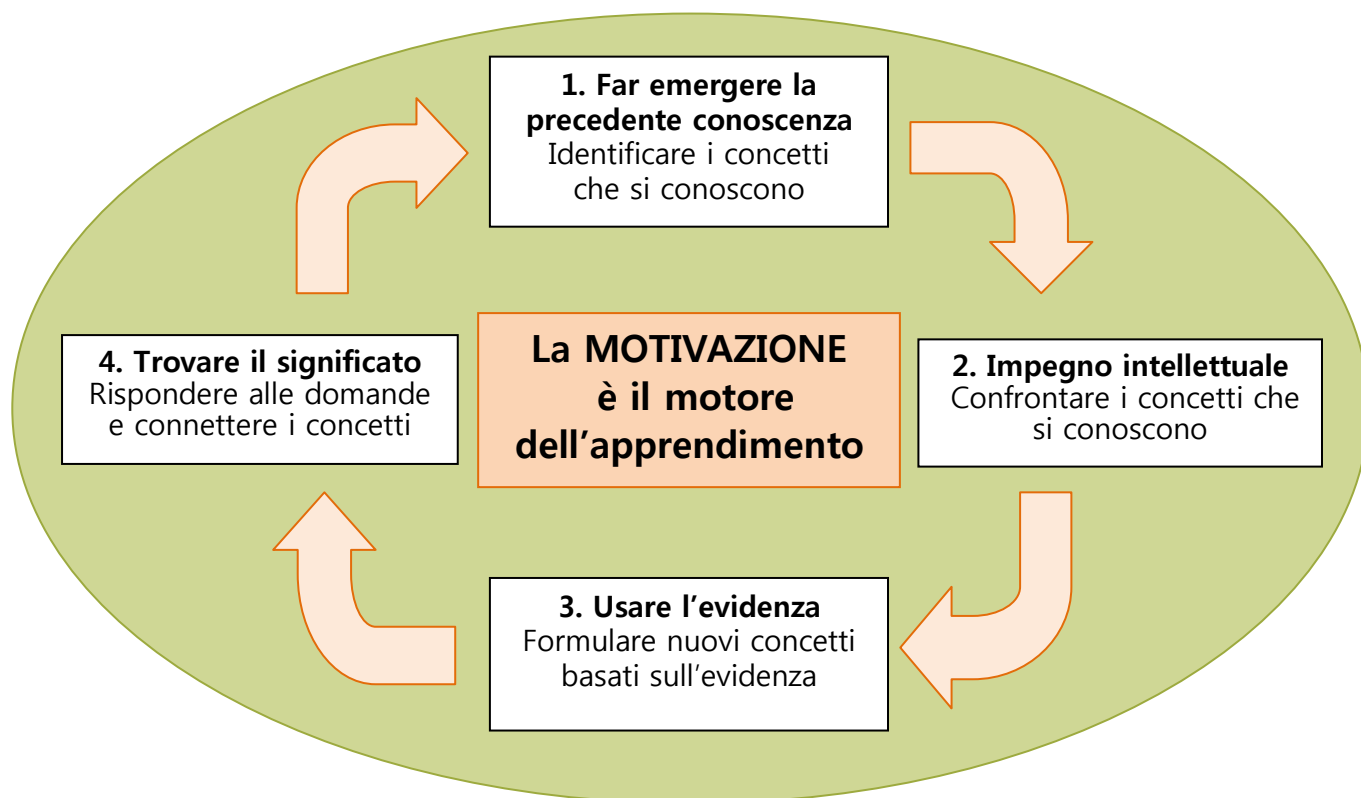 1. Far emergere la
precedente conoscenza
Identificare i concetti
che si conoscono
La MOTIVAZIONE
è il motore
dell’apprendimento
2. Impegno intellettuale
Confrontare i concetti che
si conoscono
3. Usare l’evidenza
Formulare nuovi concetti
basati sull’evidenza
4. Trovare il significato
Rispondere alle domande
e connettere i concetti